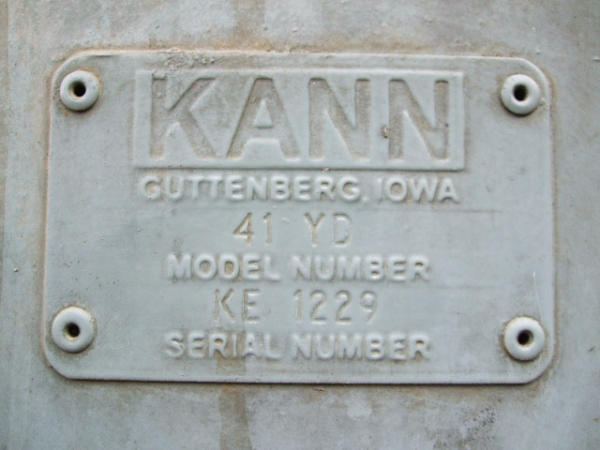 KANN
GUTTENBERG, IOWA
41 YD
MODEL NUMBER
KE 1229
SERIAL NUMBER